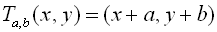 T_{a,b}(x, y) = (x + a, y + b)